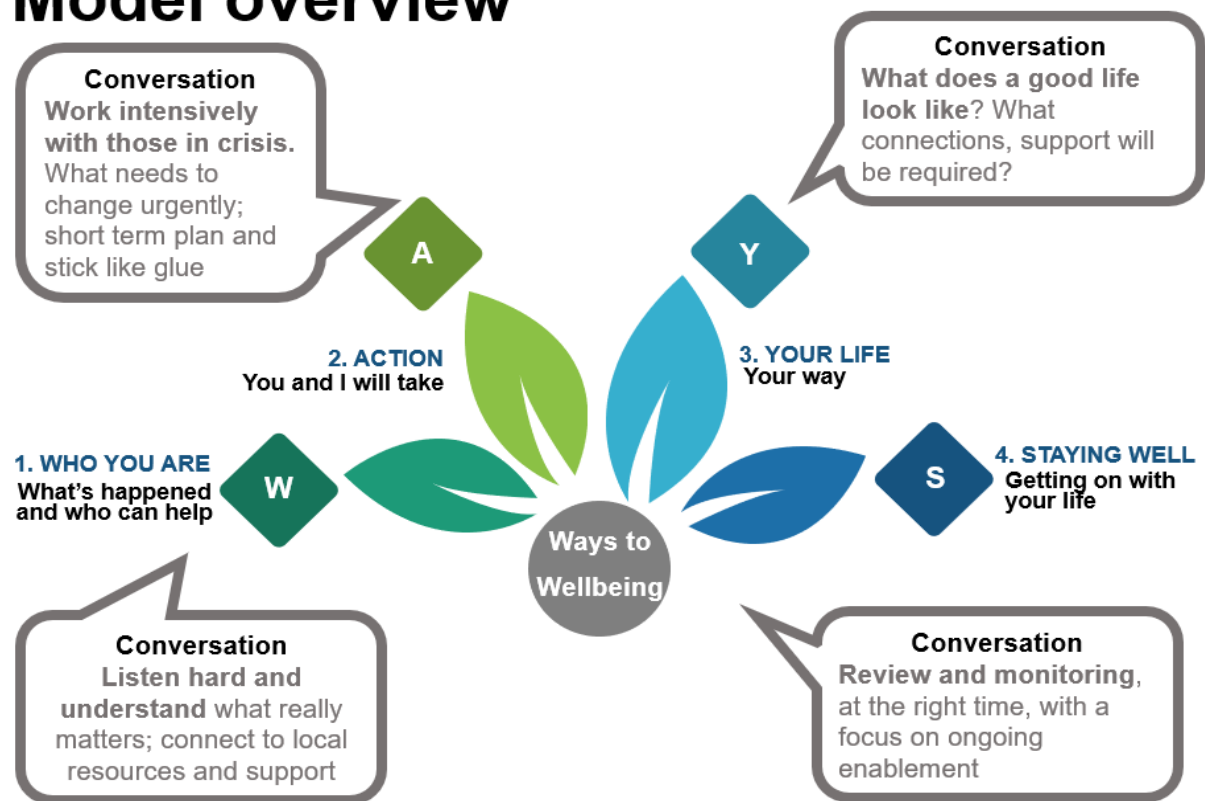 Model overview
Conversation
Work intensively
with those in crisis.
What needs to
change urgently;
short term plan and
stick like glue
Conversation
What does a good life
look like? What
connections, support will
be required?
A
Y
2. ACTION
You and I will take
3. YOUR LIFE
Your way
1. WHO YOU ARE
What's happened
and who can help
W
S
4. STAYING WELL
Getting on with
your life
Ways to
Wellbeing
Conversation
Listen hard and
understand what really
matters; connect to local
resources and support
Conversation
Review and monitoring,
at the right time, with a
focus on ongoing
enablement